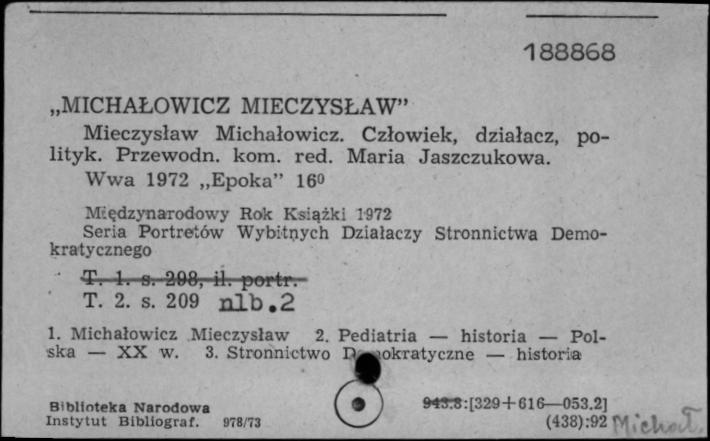 188868
„MICHAŁOWICZ MIECZYSŁAW”
Mieczysław Michałowicz. Człowiek, działacz, po-
lityk. Przewodn. kom. red. Maria Jaszczukowa.
Wwa 1972 „Epoka” 16⁰
Międzynarodowy Rok Książki 1972
Seria Portretów Wybitnych Działaczy Stronnictwa Demo-
kratycznego
T. 1. s. 298, il. portr.
T. 2. s. 209 nlb.2
1. Michałowicz Mieczysław 2. Pediatria — historia — Pol-
ska — XX w. 3. Stronnictwo Demokratyczne — historia
Biblioteka Narodowa 943.8:[329+616—053.2]
Instytut Bibliograf. 978/73 (438):92 Michał.